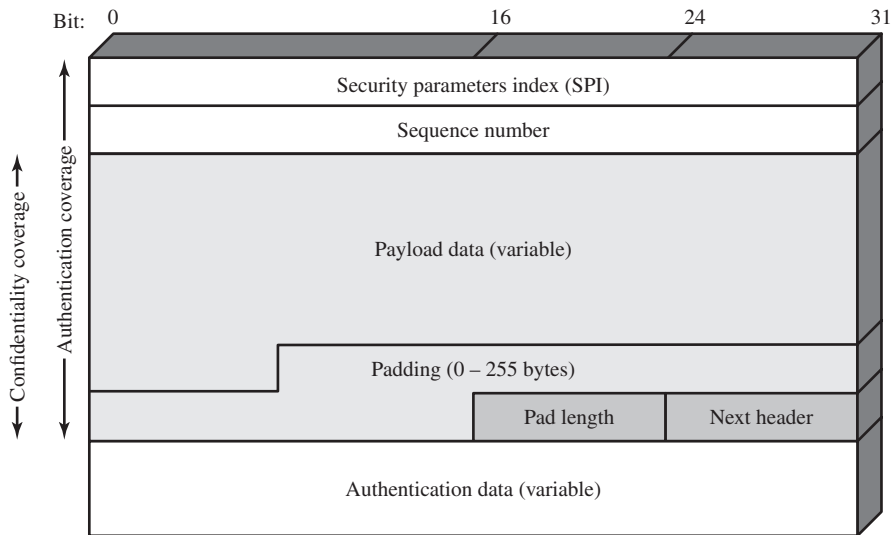 Bit: 0 16 24 31
Security parameters index (SPI)
Sequence number
Payload data (variable)
Padding (0 – 255 bytes)
Pad length
Next header
Authentication data (variable)
Confidentiality coverage
Authentication coverage